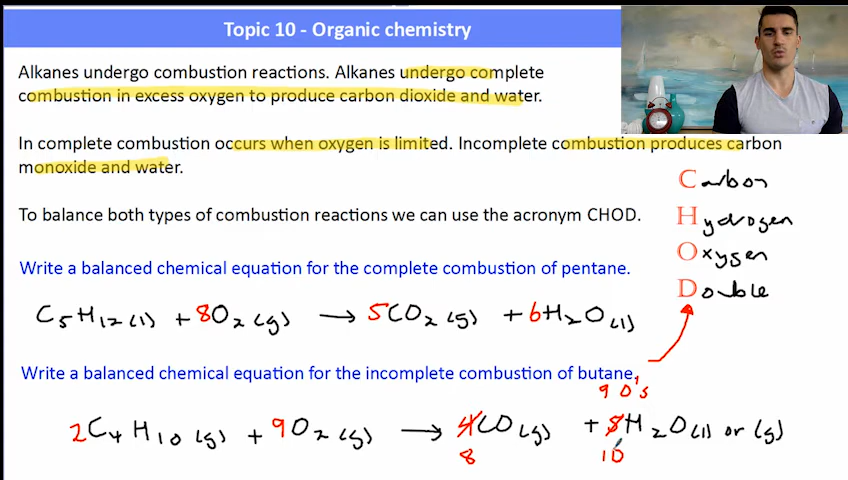 Topic 10 - Organic chemistry
Alkanes undergo combustion reactions. Alkanes undergo complete
combustion in excess oxygen to produce carbon dioxide and water.
In complete combustion occurs when oxygen is limited. Incomplete combustion produces carbon
monoxide and water.
Carbon
Hydrogen
Oxygen
Double
To balance both types of combustion reactions we can use the acronym CHOD.
Write a balanced chemical equation for the complete combustion of pentane.
C5H12(l) + 8O2(g) → 5CO2(g) + 6H2O(l)
Write a balanced chemical equation for the incomplete combustion of butane.
9 O's
2C4H10(g) + 9O2(g) → 4CO(g) + 5H2O(l) or (g)
8 10